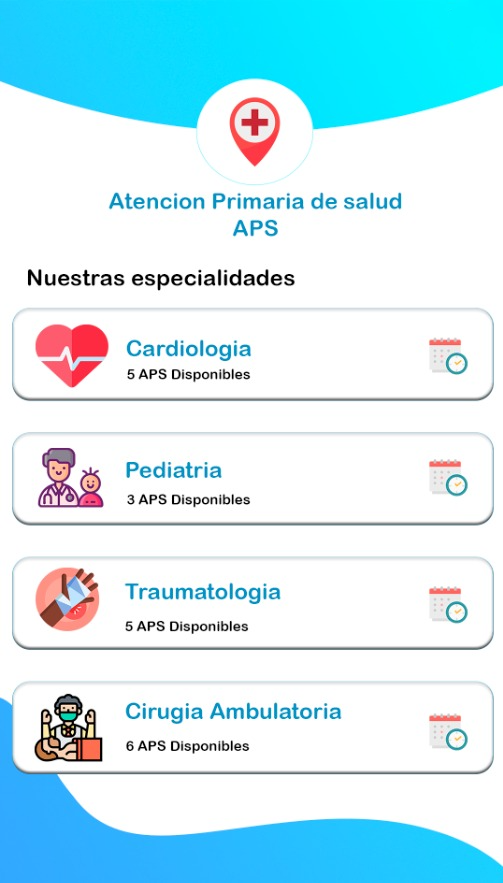 Atencion Primaria de salud
APS
Nuestras especialidades
Cardiologia
5 APS Disponibles
Pediatria
3 APS Disponibles
Traumatologia
5 APS Disponibles
Cirugia Ambulatoria
6 APS Disponibles